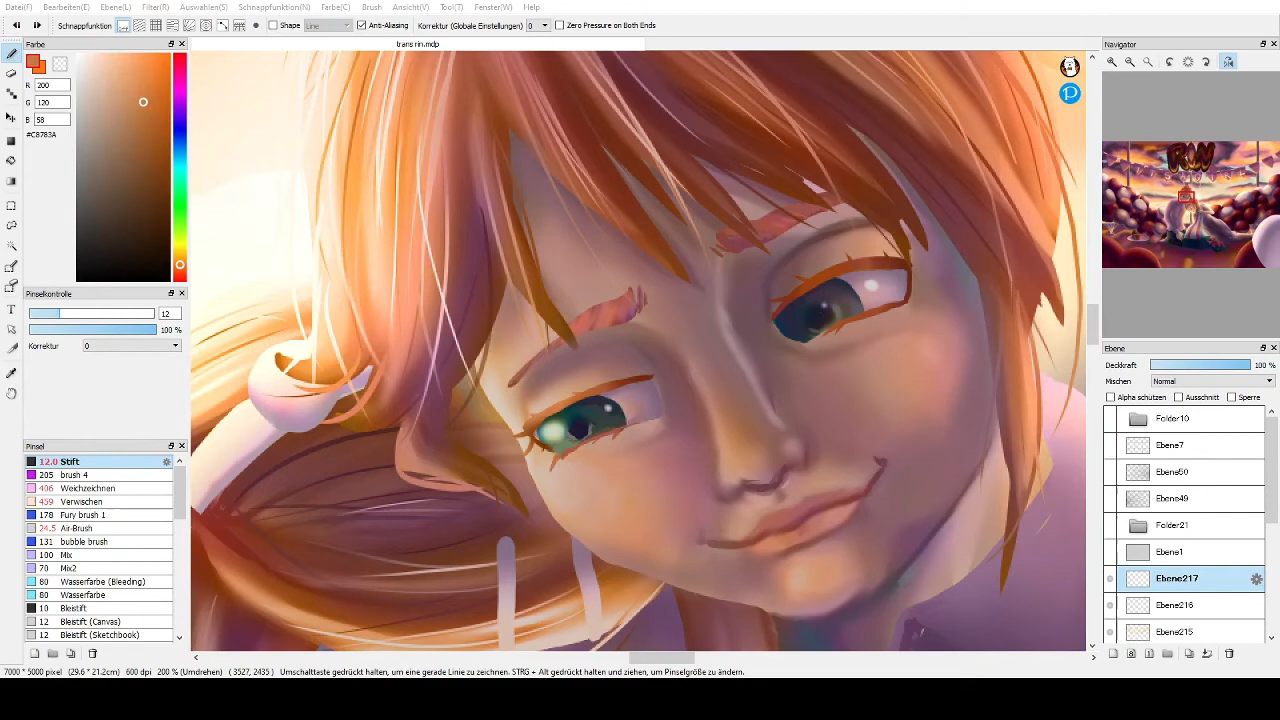 Datei(F) Bearbeiten(E) Ebene(L) Filter(R) Auswählen(S) Schnappfunktion(N) Farbe(C) Brush Ansicht(V) Tool(T) Fenster(W) Help
Schnappfunktion Shape Line Anti-Aliasing Korrektur (Globale Einstellungen) 0 Zero Pressure on Both Ends
Farbe
trans rin.mdp
Navigator
R 200
G 120
B 58
#C8783A
Pinselkontrolle
12
100 %
Korrektur 0
Pinsel
12.0 Stift
205 brush 4
406 Weichzeichnen
459 Verwischen
178 Fury brush 1
24.5 Air-Brush
131 bubble brush
100 Mix
70 Mix2
80 Wasserfarbe (Bleeding)
80 Wasserfarbe
10 Bleistift
12 Bleistift (Canvas)
12 Bleistift (Sketchbook)
Ebene
Deckkraft 100 %
Mischen Normal
Alpha schützen Ausschnitt Sperre
Folder10
Ebene7
Ebene50
Ebene49
Folder21
Ebene1
Ebene217
Ebene216
Ebene215
7000 * 5000 pixel (29.6 * 21.2cm) 600 dpi 200 % (Umdrehen) ( 3527, 2435 ) Umschalttaste gedrückt halten, um eine gerade Linie zu zeichnen. STRG + Alt gedrückt halten und ziehen, um Pinselgröße zu ändern.